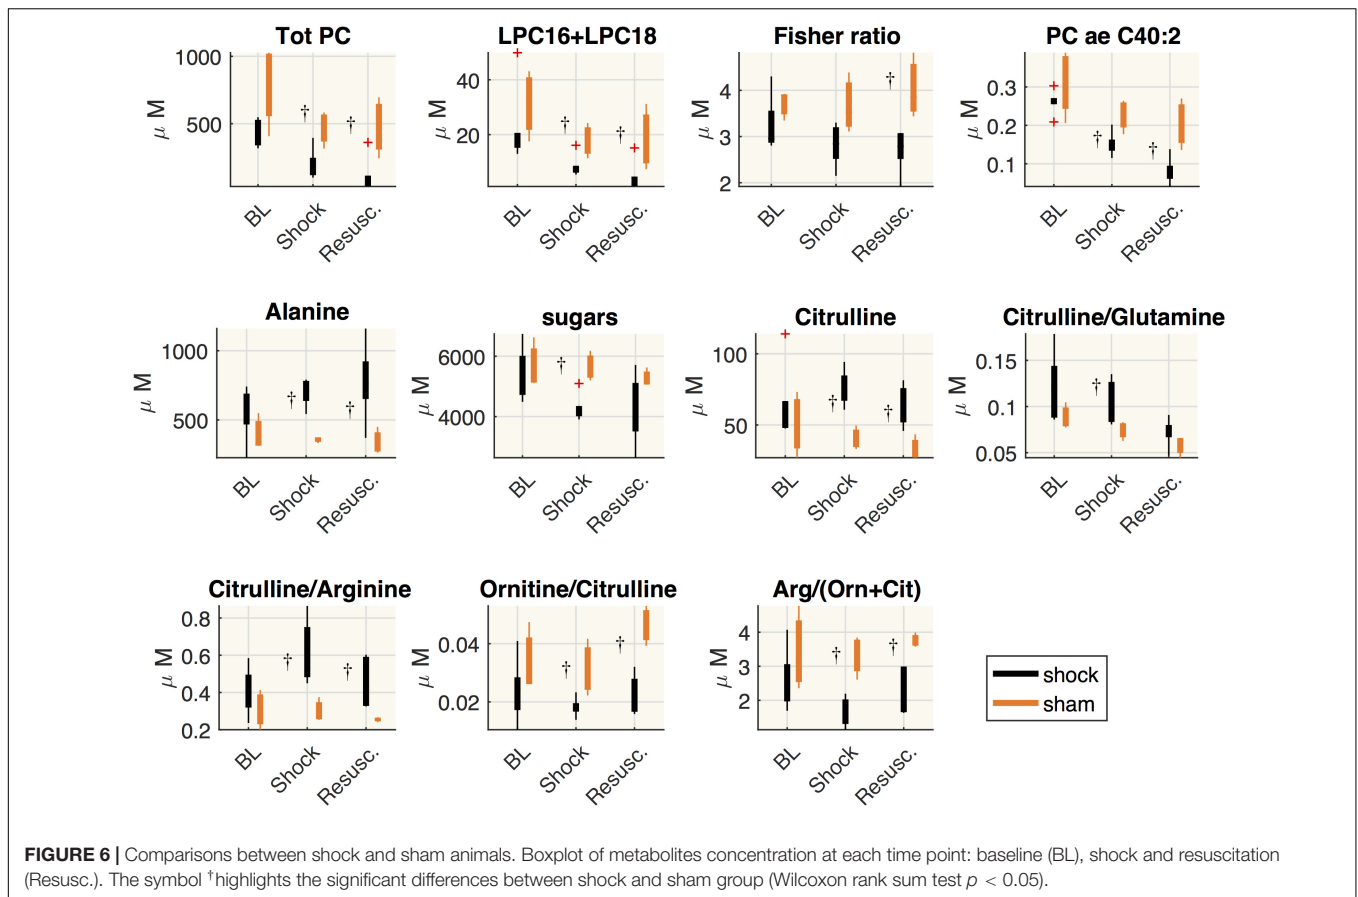 Tot PC
LPC16+LPC18
Fisher ratio
PC ae C40:2
1000
500
μ M
†
†
BL
Shock
Resusc.
40
20
μ M
†
†
BL
Shock
Resusc.
4
3
2
μ M
†
BL
Shock
Resusc.
0.3
0.2
0.1
μ M
†
†
BL
Shock
Resusc.
Alanine
sugars
Citrulline
Citrulline/Glutamine
1000
500
μ M
†
†
BL
Shock
Resusc.
6000
4000
μ M
†
BL
Shock
Resusc.
100
50
μ M
†
†
BL
Shock
Resusc.
0.15
0.1
0.05
μ M
†
BL
Shock
Resusc.
Citrulline/Arginine
Ornitine/Citrulline
Arg/(Orn+Cit)
0.8
0.6
0.4
0.2
μ M
†
†
BL
Shock
Resusc.
0.04
0.02
μ M
†
†
BL
Shock
Resusc.
4
3
2
μ M
†
†
BL
Shock
Resusc.
shock
sham
FIGURE 6 | Comparisons between shock and sham animals. Boxplot of metabolites concentration at each time point: baseline (BL), shock and resuscitation
(Resusc.). The symbol †highlights the significant differences between shock and sham group (Wilcoxon rank sum test p < 0.05).